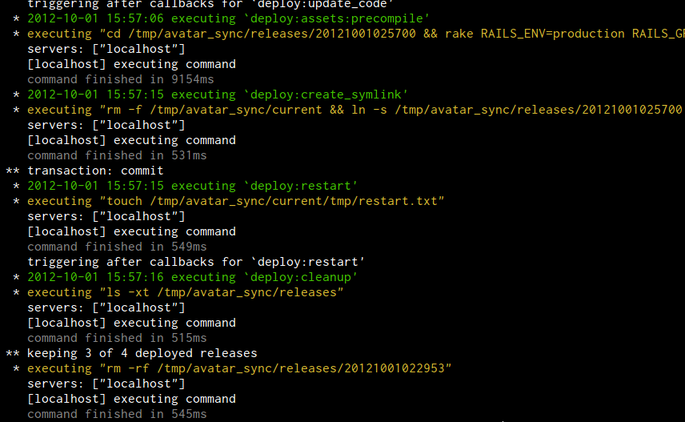 triggering after callbacks for `deploy:update_code'
* 2012-10-01 15:57:06 executing `deploy:assets:precompile'
* executing "cd /tmp/avatar_sync/releases/20121001025700 && rake RAILS_ENV=production RAILS_GR
servers: ["localhost"]
[localhost] executing command
command finished in 9154ms
* 2012-10-01 15:57:15 executing `deploy:create_symlink'
* executing "rm -f /tmp/avatar_sync/current && ln -s /tmp/avatar_sync/releases/20121001025700
servers: ["localhost"]
[localhost] executing command
command finished in 531ms
** transaction: commit
* 2012-10-01 15:57:15 executing `deploy:restart'
* executing "touch /tmp/avatar_sync/current/tmp/restart.txt"
servers: ["localhost"]
[localhost] executing command
command finished in 549ms
triggering after callbacks for `deploy:restart'
* 2012-10-01 15:57:16 executing `deploy:cleanup'
* executing "ls -xt /tmp/avatar_sync/releases"
servers: ["localhost"]
[localhost] executing command
command finished in 515ms
** keeping 3 of 4 deployed releases
* executing "rm -rf /tmp/avatar_sync/releases/20121001022953"
servers: ["localhost"]
[localhost] executing command
command finished in 545ms